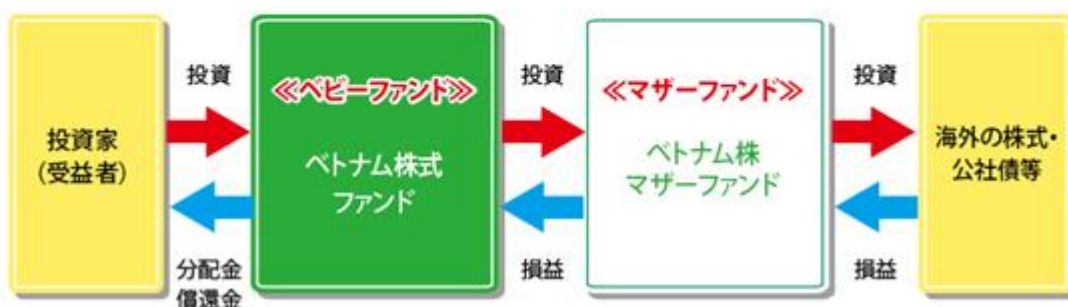 投資家
(受益者)
投資
分配金
償還金
≪ベビーファンド≫
ベトナム株式
ファンド
投資
損益
≪マザーファンド≫
ベトナム株
マザーファンド
投資
損益
海外の株式・
公社債等